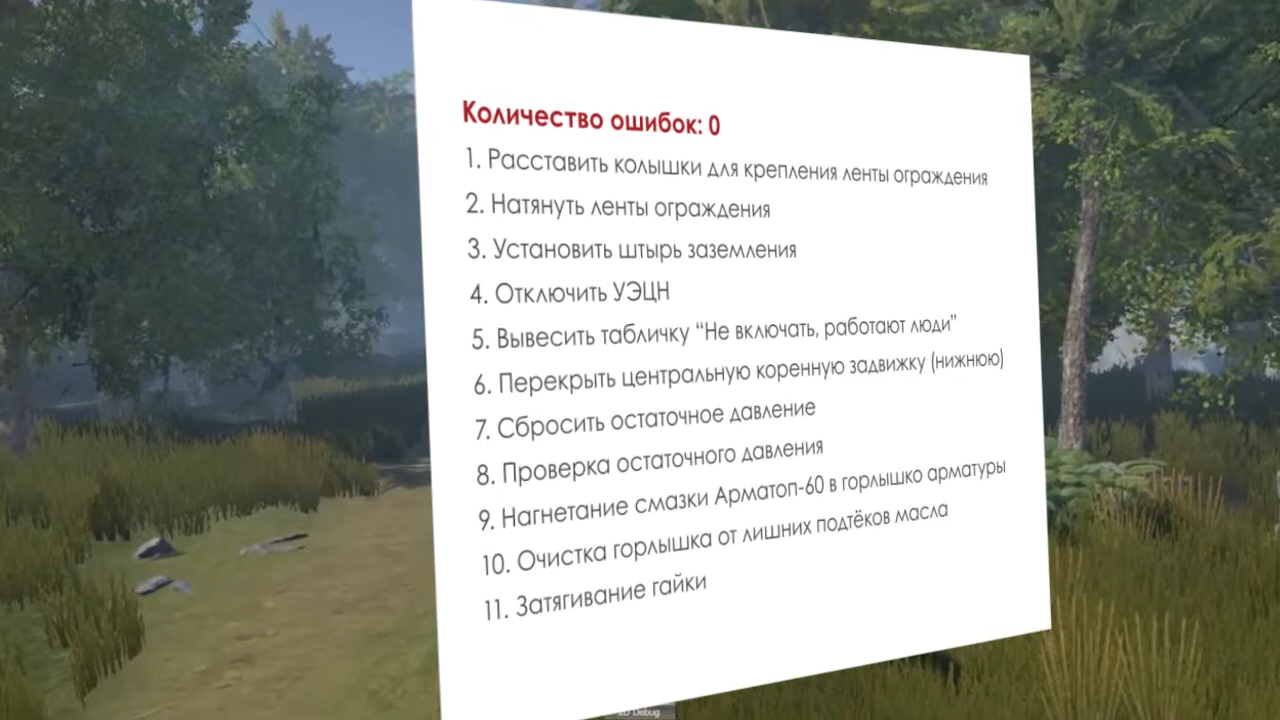 Количество ошибок: 0
1. Расставить колышки для крепления ленты ограждения
2. Натянуть ленты ограждения
3. Установить штырь заземления
4. Отключить УЭЦН
5. Вывесить табличку “Не включать, работают люди”
6. Перекрыть центральную коренную задвижку (нижнюю)
7. Сбросить остаточное давление
8. Проверка остаточного давления
9. Нагнетание смазки Арматоп-60 в горлышко арматуры
10. Очистка горлышка от лишних подтёков масла
11. Затягивание гайки
Debug